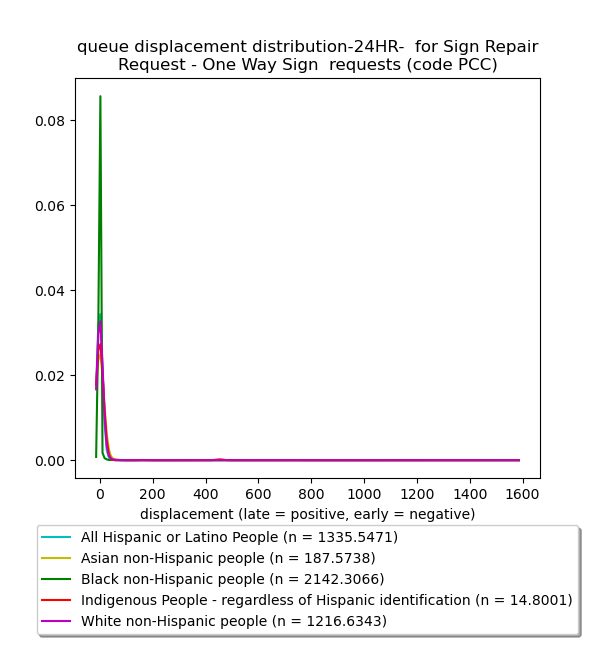 queue displacement distribution-24HR-  for Sign Repair
Request - One Way Sign  requests (code PCC)
0.08
0.06
0.04
0.02
0.00
0 200 400 600 800 1000 1200 1400 1600
displacement (late = positive, early = negative)
All Hispanic or Latino People (n = 1335.5471)
Asian non-Hispanic people (n = 187.5738)
Black non-Hispanic people (n = 2142.3066)
Indigenous People - regardless of Hispanic identification (n = 14.8001)
White non-Hispanic people (n = 1216.6343)